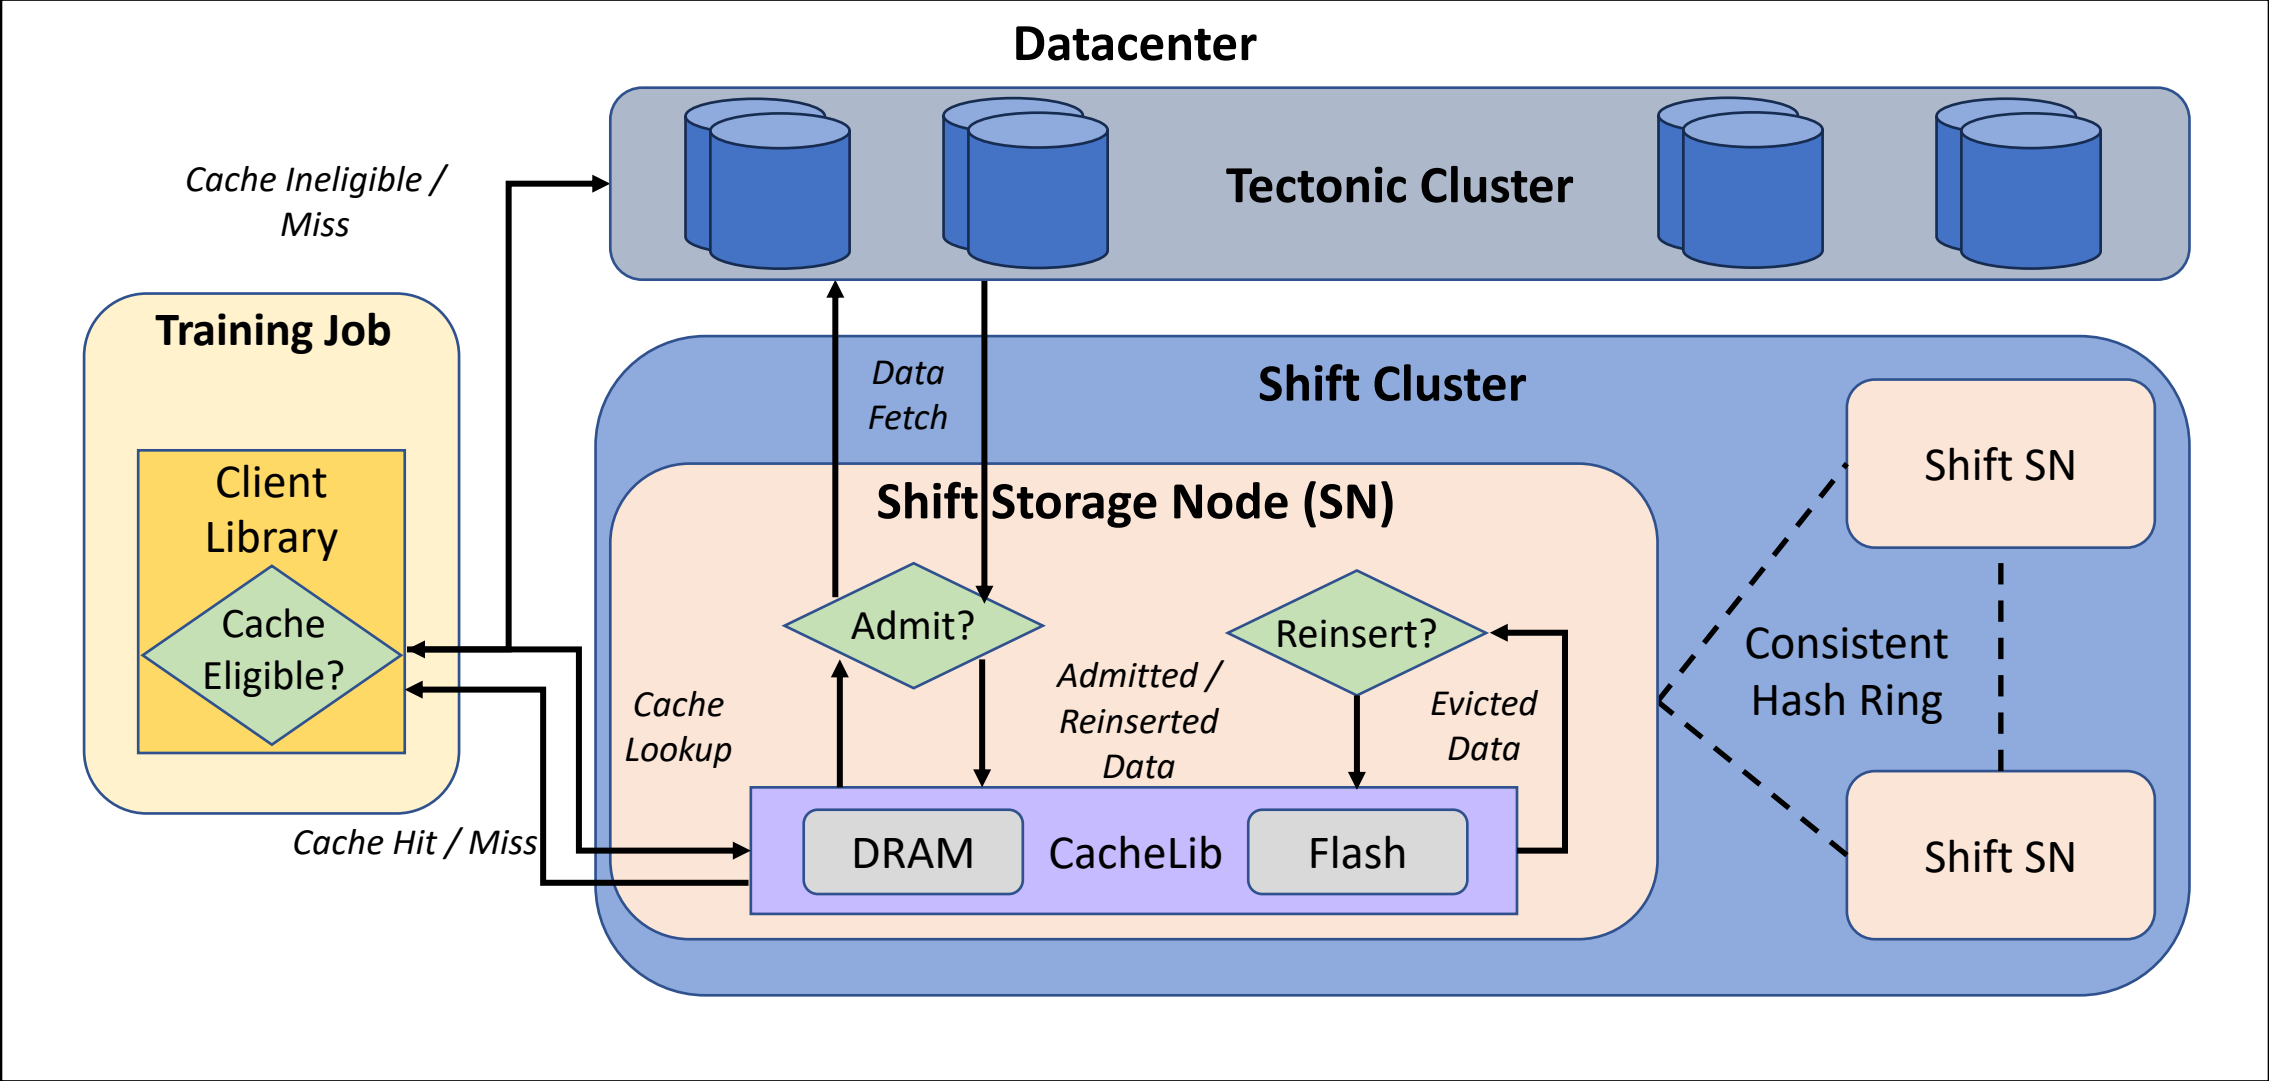 Datacenter
Tectonic Cluster
Cache Ineligible /
Miss
Training Job
Client
Library
Cache
Eligible?
Cache Hit / Miss
Data
Fetch
Shift Cluster
Shift Storage Node (SN)
Admit?
Reinsert?
Cache
Lookup
Admitted /
Reinserted
Data
Evicted
Data
DRAM
CacheLib
Flash
Shift SN
Consistent
Hash Ring
Shift SN